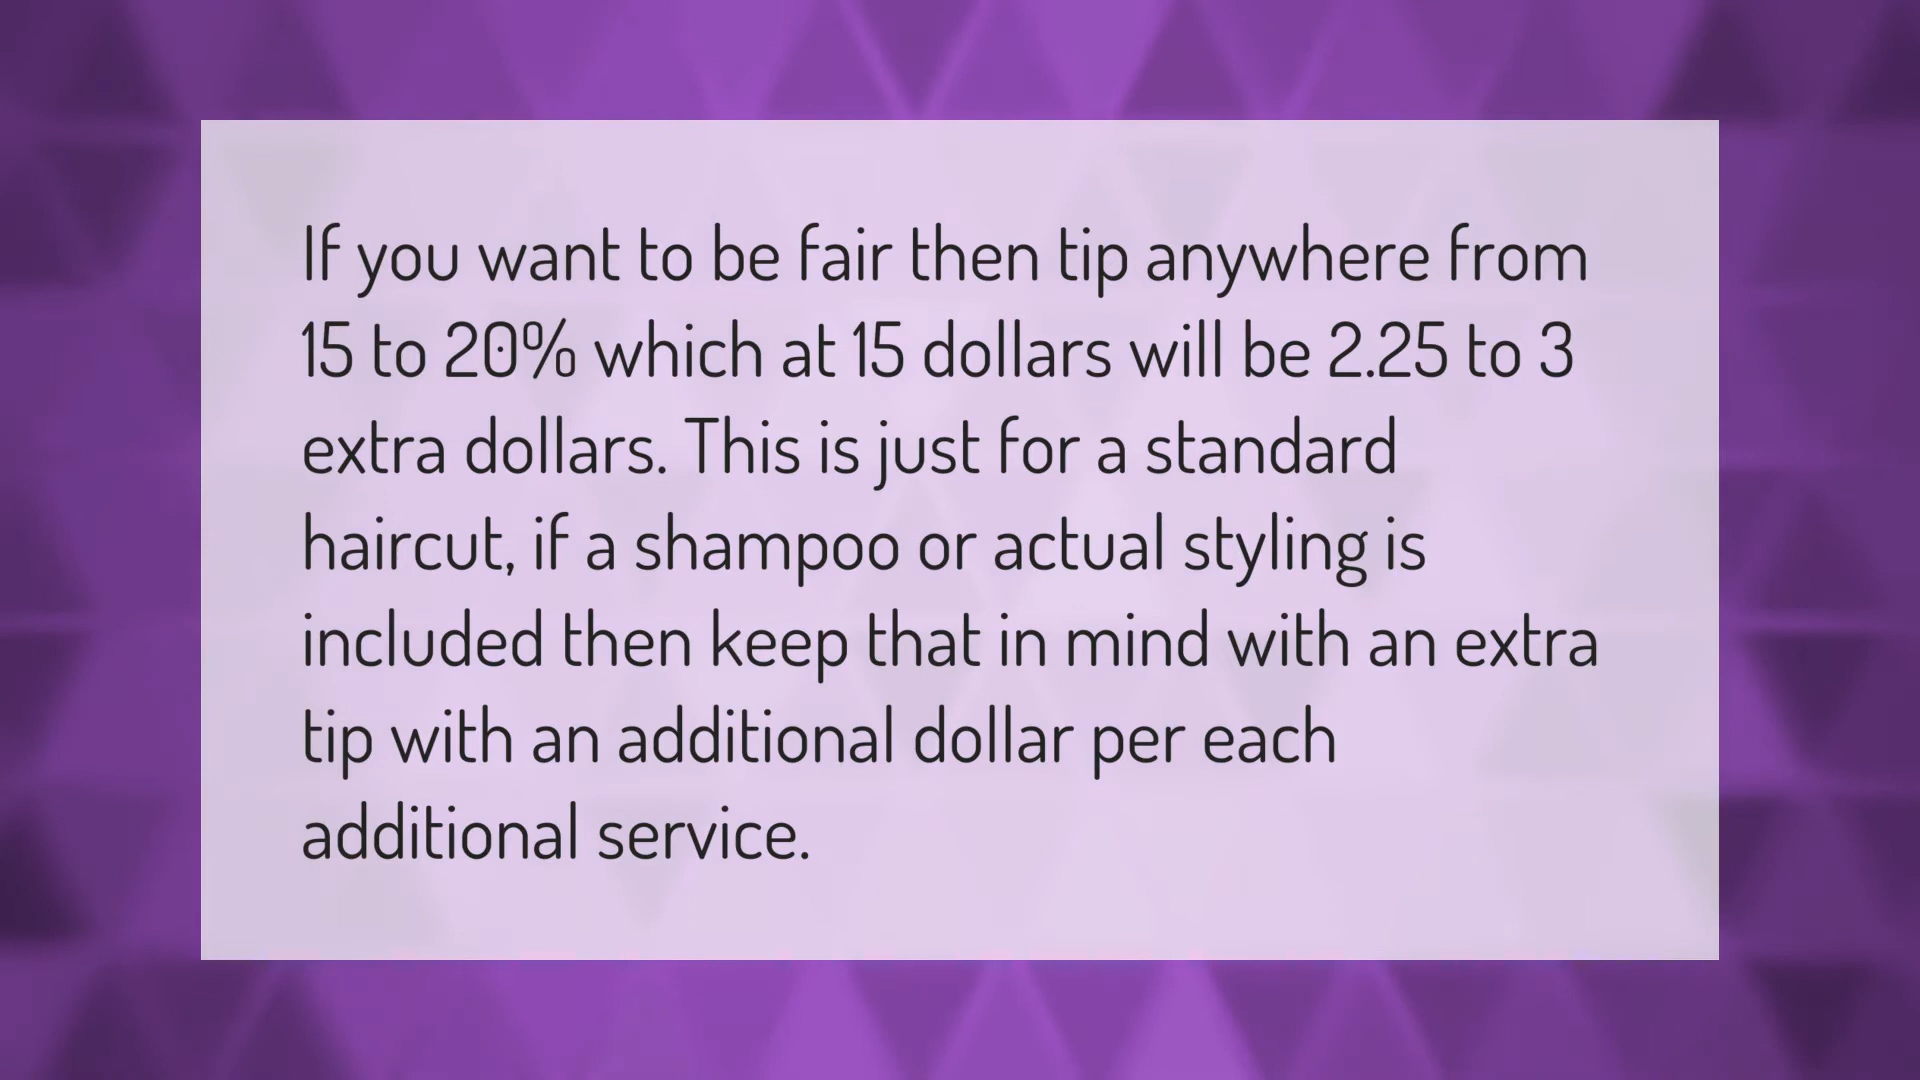 If you want to be fair then tip anywhere from
15 to 20% which at 15 dollars will be 2.25 to 3
extra dollars. This is just for a standard
haircut, if a shampoo or actual styling is
included then keep that in mind with an extra
tip with an additional dollar per each
additional service.